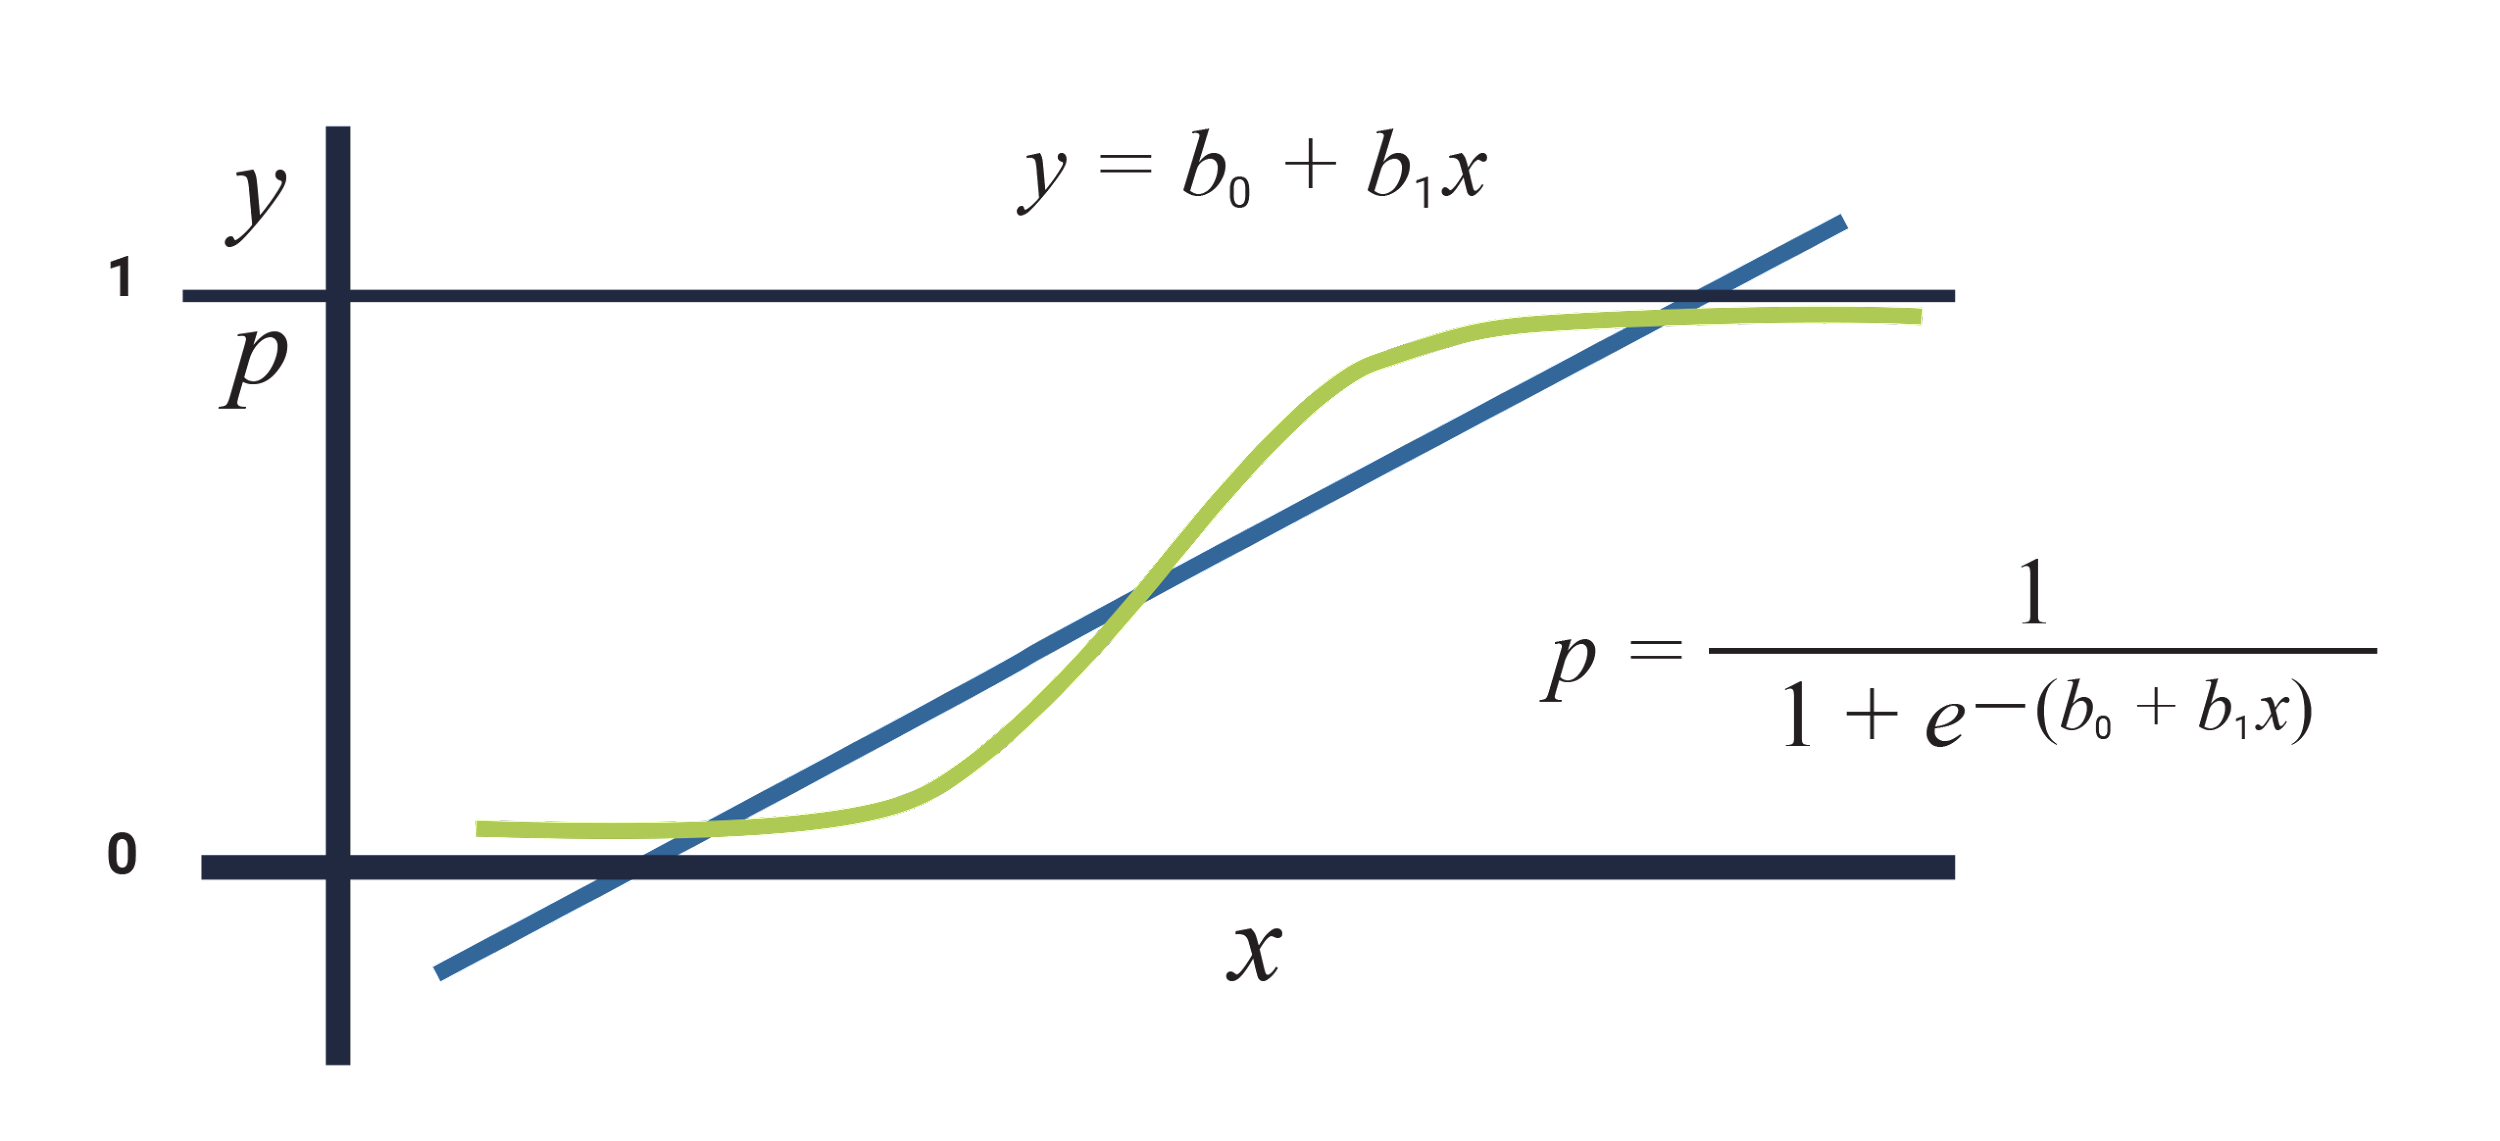 y = b₀ + b₁x
y
1
p
p = 1 / (1 + e^−(b₀ + b₁x))
0
x